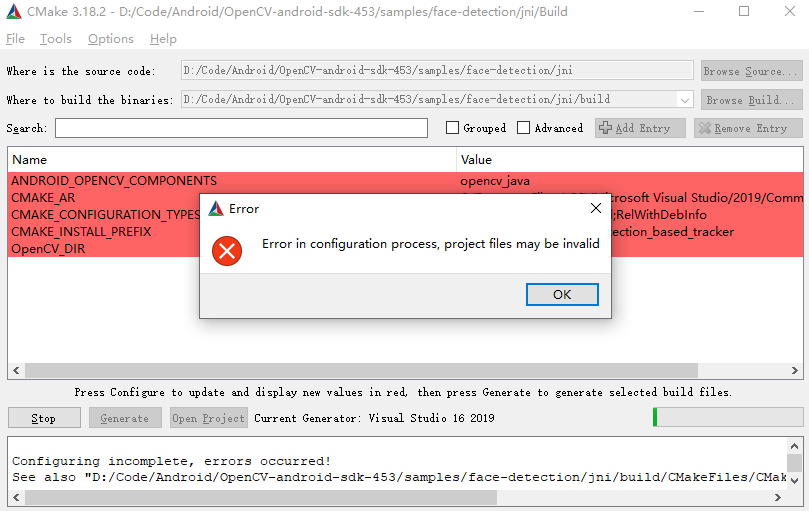 CMake 3.18.2 - D:/Code/Android/OpenCV-android-sdk-453/samples/face-detection/jni/Build
File Tools Options Help
Where is the source code: D:/Code/Android/OpenCV-android-sdk-453/samples/face-detection/jni Browse Source...
Where to build the binaries: D:/Code/Android/OpenCV-android-sdk-453/samples/face-detection/jni/build Browse Build...
Search: Grouped Advanced Add Entry Remove Entry
Name Value
ANDROID_OPENCV_COMPONENTS opencv_java
CMAKE_AR crosoft Visual Studio/2019/Comm
CMAKE_CONFIGURATION_TYPES ;RelWithDebInfo
CMAKE_INSTALL_PREFIX ction_based_tracker
OpenCV_DIR
Error
Error in configuration process, project files may be invalid
OK
Press Configure to update and display new values in red, then press Generate to generate selected build files.
Stop Generate Open Project Current Generator: Visual Studio 16 2019
Configuring incomplete, errors occurred!
See also "D:/Code/Android/OpenCV-android-sdk-453/samples/face-detection/jni/build/CMakeFiles/CMak